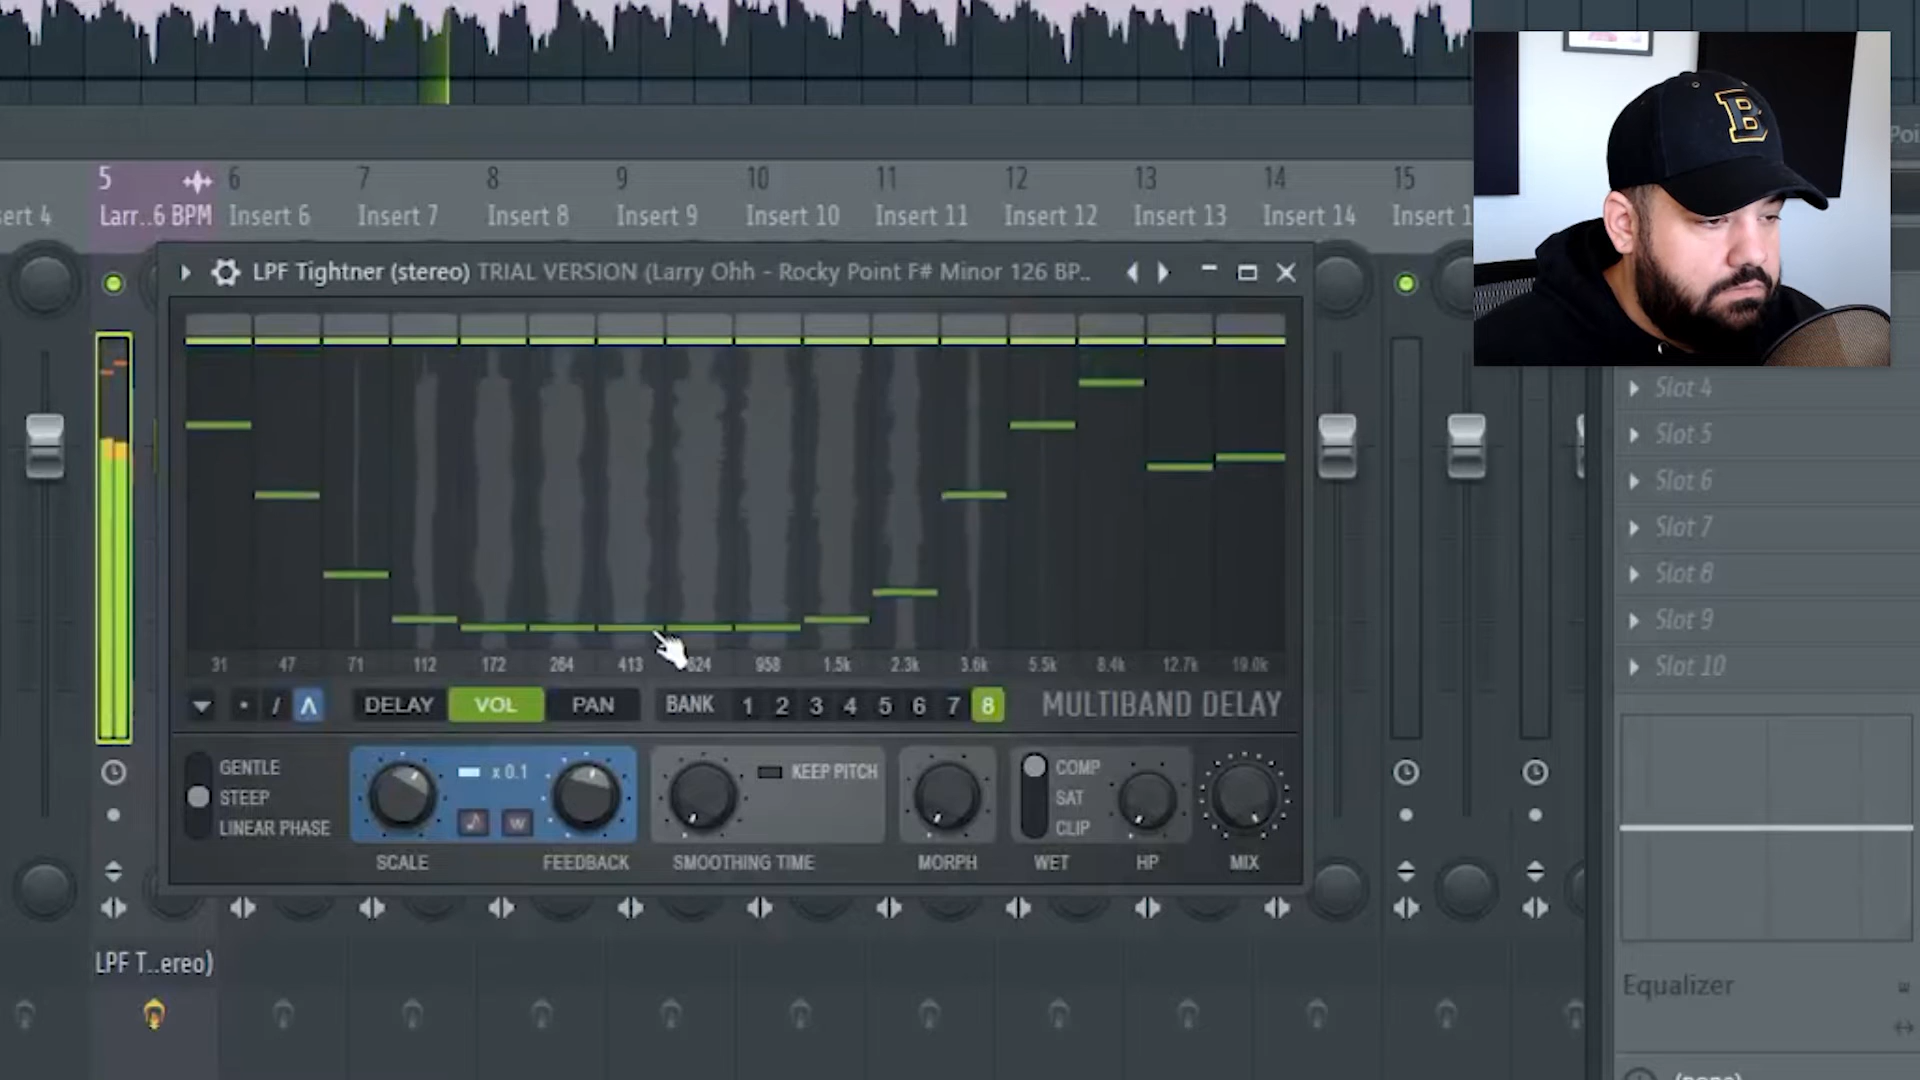 B
Poi
5 6 7 8 9 10 11 12 13 14 15
sert 4 Larr..6 BPM Insert 6 Insert 7 Insert 8 Insert 9 Insert 10 Insert 11 Insert 12 Insert 13 Insert 14 Insert 1
LPF Tightner (stereo) TRIAL VERSION (Larry Ohh - Rocky Point F# Minor 126 BP..
Slot 4
Slot 5
Slot 6
Slot 7
Slot 8
Slot 9
Slot 10
31 47 71 112 172 264 413 624 958 1.5k 2.3k 3.6k 5.5k 8.4k 12.7k 19.0k
DELAY VOL PAN BANK 1 2 3 4 5 6 7 8 MULTIBAND DELAY
GENTLE
STEEP
LINEAR PHASE
x 0.1
W
KEEP PITCH
COMP
SAT
CLIP
SCALE FEEDBACK SMOOTHING TIME MORPH WET HP MIX
LPF T..ereo)
Equalizer
(none)